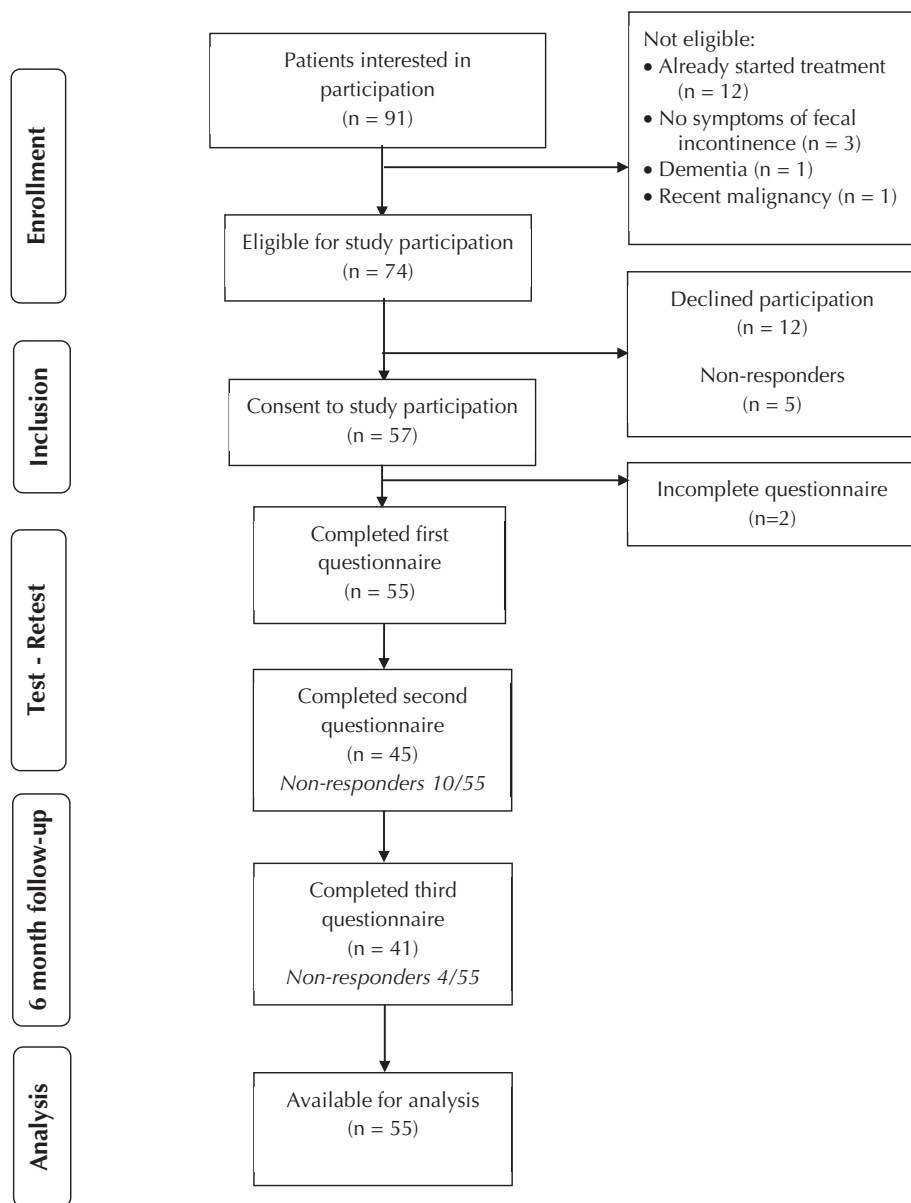 Enrollment
Patients interested in
participation
(n = 91)
Not eligible:
• Already started treatment
(n = 12)
• No symptoms of fecal
incontinence (n = 3)
• Dementia (n = 1)
• Recent malignancy (n = 1)
Eligible for study participation
(n = 74)
Declined participation
(n = 12)
Non-responders
(n = 5)
Inclusion
Consent to study participation
(n = 57)
Incomplete questionnaire
(n=2)
Test - Retest
Completed first
questionnaire
(n = 55)
Completed second
questionnaire
(n = 45)
Non-responders 10/55
6 month follow-up
Completed third
questionnaire
(n = 41)
Non-responders 4/55
Analysis
Available for analysis
(n = 55)